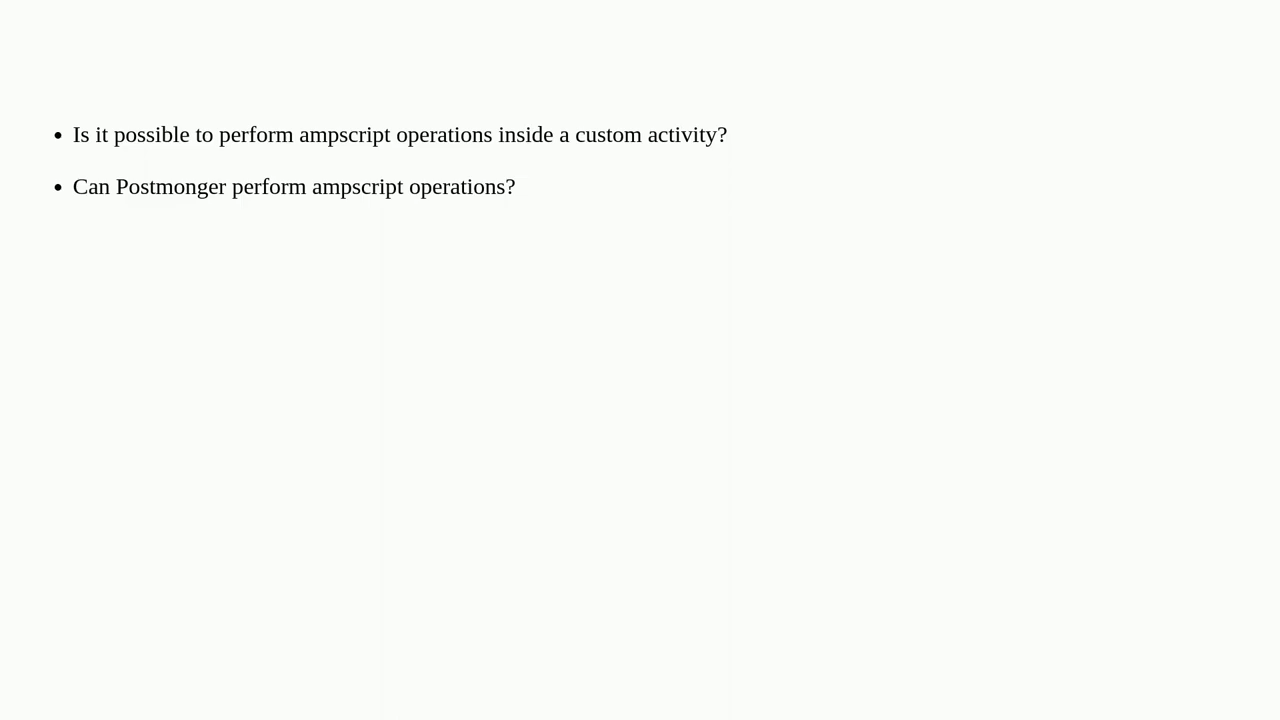 • Is it possible to perform ampscript operations inside a custom activity?
• Can Postmonger perform ampscript operations?